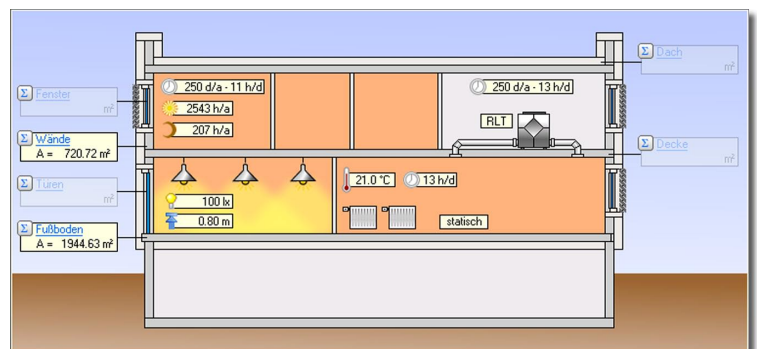 Σ Dach
m²
Σ Fenster
m²
250 d/a - 11 h/d
250 d/a - 13 h/d
2543 h/a
207 h/a
RLT
Σ Wände
A = 720.72 m²
Σ Decke
m²
Σ Türen
m²
100 lx
0.80 m
21.0 °C
13 h/d
statisch
Σ Fußboden
A = 1944.63 m²